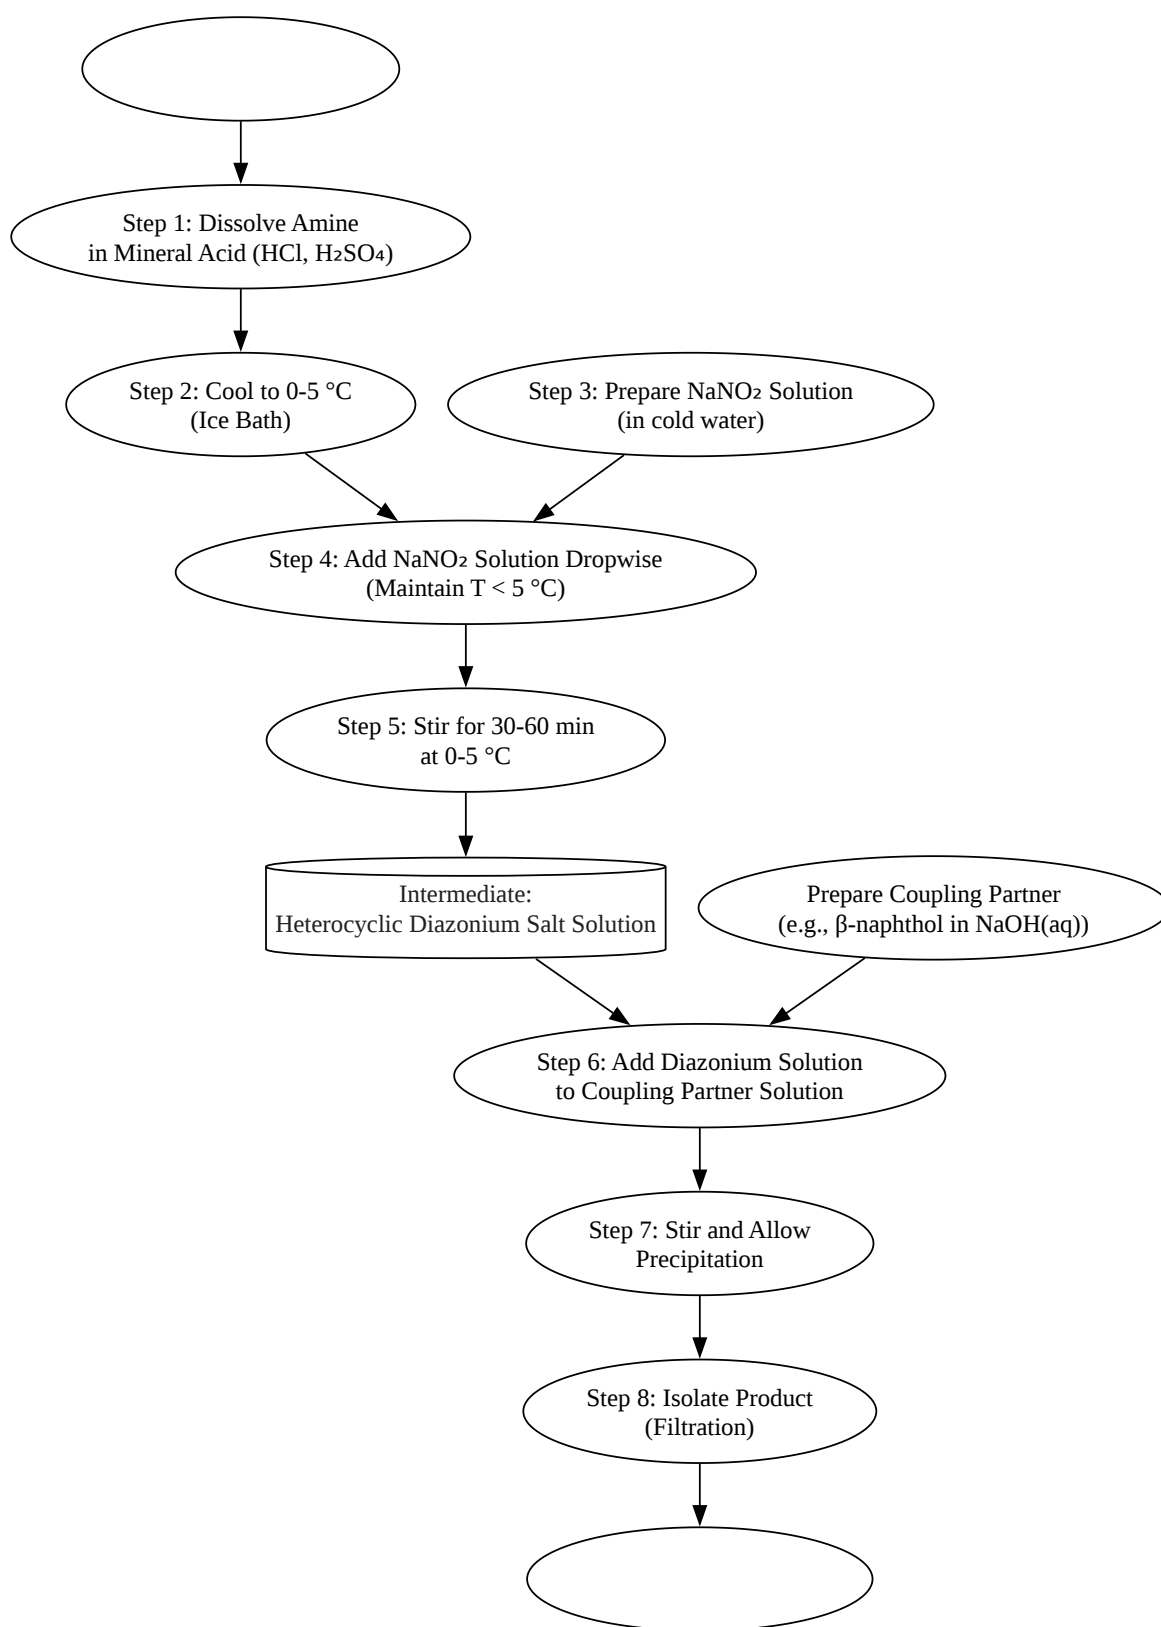 Step 1: Dissolve Amine
in Mineral Acid (HCl, H₂SO₄)
Step 2: Cool to 0-5 °C
(Ice Bath)
Step 3: Prepare NaNO₂ Solution
(in cold water)
Step 4: Add NaNO₂ Solution Dropwise
(Maintain T < 5 °C)
Step 5: Stir for 30-60 min
at 0-5 °C
Intermediate:
Heterocyclic Diazonium Salt Solution
Prepare Coupling Partner
(e.g., β-naphthol in NaOH(aq))
Step 6: Add Diazonium Solution
to Coupling Partner Solution
Step 7: Stir and Allow
Precipitation
Step 8: Isolate Product
(Filtration)